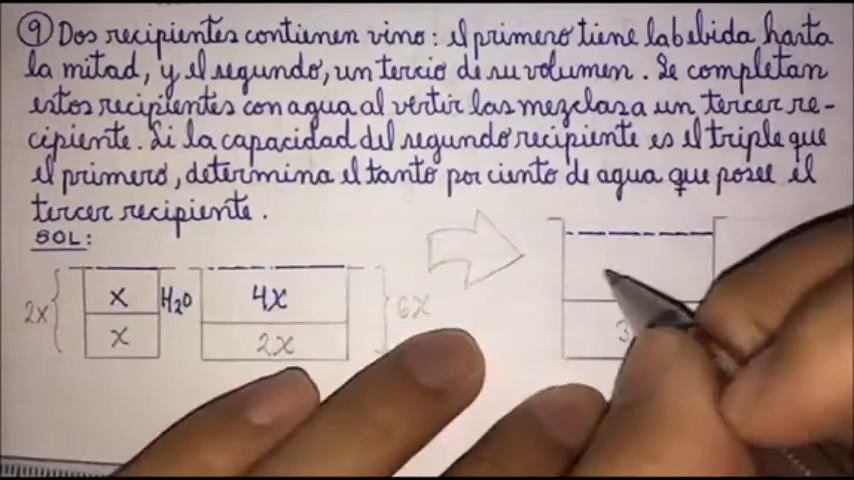 9 Dos recipientes contienen vino: el primero tiene la bebida hasta
la mitad, y el segundo, un tercio de su volumen. Se completan
estos recipientes con agua al vertir las mezclas a un tercer re-
cipiente. Si la capacidad del segundo recipiente es el triple que
el primero, determina el tanto por ciento de agua que posee el
tercer recipiente.
SOL:
2x x H₂O 4x 6x
x 2x 3